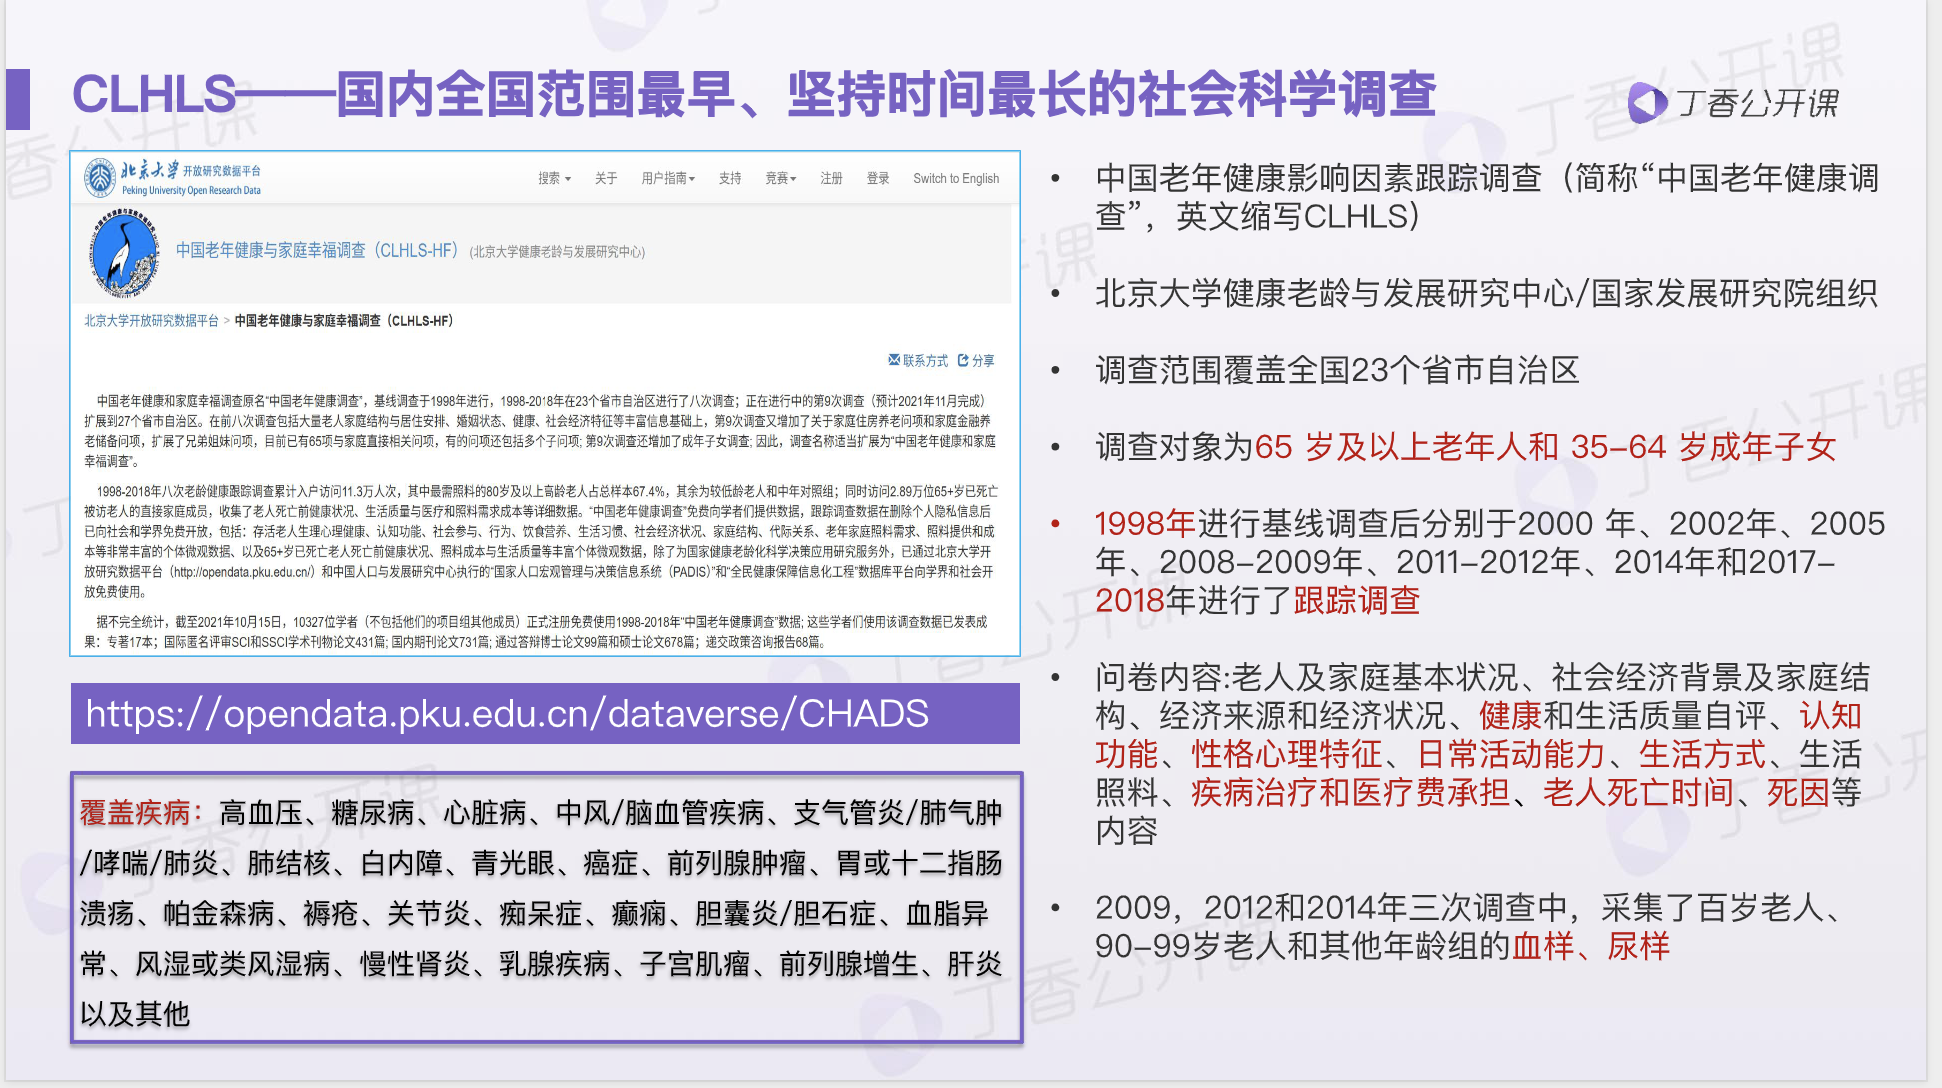 CLHLS——国内全国范围最早、坚持时间最长的社会科学调查
丁香公开课
北京大学 开放研究数据平台
Peking University Open Research Data
搜索 关于 用户指南 支持 竞赛 注册 登录 Switch to English
中国老年健康与家庭幸福调查（CLHLS-HF） (北京大学健康老龄与发展研究中心)
北京大学开放研究数据平台 > 中国老年健康与家庭幸福调查（CLHLS-HF）
联系方式 分享
中国老年健康和家庭幸福调查原名“中国老年健康调查”，基线调查于1998年进行，1998-2018年在23个省市自治区进行了八次调查；正在进行中的第9次调查（预计2021年11月完成）
扩展到27个省市自治区。在前八次调查包括大量老人家庭结构与居住安排、婚姻状态、健康、社会经济特征等丰富信息基础上，第9次调查又增加了关于家庭住房养老问项和家庭金融养
老储备问项，扩展了兄弟姐妹问项，目前已有65项与家庭直接相关问项，有的问项还包括多个子问项; 第9次调查还增加了成年子女调查; 因此，调查名称适当扩展为“中国老年健康和家庭
幸福调查”。
1998-2018年八次老龄健康跟踪调查累计入户访问11.3万人次，其中最需照料的80岁及以上高龄老人占总样本67.4%，其余为较低龄老人和中年对照组；同时访问2.89万位65+岁已死亡
被访老人的直接家庭成员，收集了老人死亡前健康状况、生活质量与医疗和照料需求成本等详细数据。“中国老年健康调查”免费向学者们提供数据，跟踪调查数据在删除个人隐私信息后
已向社会和学界免费开放，包括：存活老人生理心理健康、认知功能、社会参与、行为、饮食营养、生活习惯、社会经济状况、家庭结构、代际关系、老年家庭照料需求、照料提供和成
本等非常丰富的个体微观数据、以及65+岁已死亡老人死亡前健康状况、照料成本与生活质量等丰富个体微观数据，除了为国家健康老龄化科学决策应用研究服务外，已通过北京大学开
放研究数据平台（http://opendata.pku.edu.cn/）和中国人口与发展研究中心执行的“国家人口宏观管理与决策信息系统（PADIS）”和“全民健康保障信息化工程”数据库平台向学界和社会开
放免费使用。
据不完全统计，截至2021年10月15日，10327位学者（不包括他们的项目组其他成员）正式注册免费使用1998-2018年“中国老年健康调查”数据; 这些学者们使用该调查数据已发表成
果：专著17本；国际匿名评审SCI和SSCI学术刊物论文431篇; 国内期刊论文731篇; 通过答辩博士论文99篇和硕士论文678篇；递交政策咨询报告68篇。
https://opendata.pku.edu.cn/dataverse/CHADS
覆盖疾病：高血压、糖尿病、心脏病、中风/脑血管疾病、支气管炎/肺气肿
/哮喘/肺炎、肺结核、白内障、青光眼、癌症、前列腺肿瘤、胃或十二指肠
溃疡、帕金森病、褥疮、关节炎、痴呆症、癫痫、胆囊炎/胆石症、血脂异
常、风湿或类风湿病、慢性肾炎、乳腺疾病、子宫肌瘤、前列腺增生、肝炎
以及其他
• 中国老年健康影响因素跟踪调查（简称“中国老年健康调
查”，英文缩写CLHLS）
• 北京大学健康老龄与发展研究中心/国家发展研究院组织
• 调查范围覆盖全国23个省市自治区
• 调查对象为65 岁及以上老年人和 35-64 岁成年子女
• 1998年进行基线调查后分别于2000 年、2002年、2005
年、2008-2009年、2011-2012年、2014年和2017-
2018年进行了跟踪调查
• 问卷内容:老人及家庭基本状况、社会经济背景及家庭结
构、经济来源和经济状况、健康和生活质量自评、认知
功能、性格心理特征、日常活动能力、生活方式、生活
照料、疾病治疗和医疗费承担、老人死亡时间、死因等
内容
• 2009，2012和2014年三次调查中，采集了百岁老人、
90-99岁老人和其他年龄组的血样、尿样